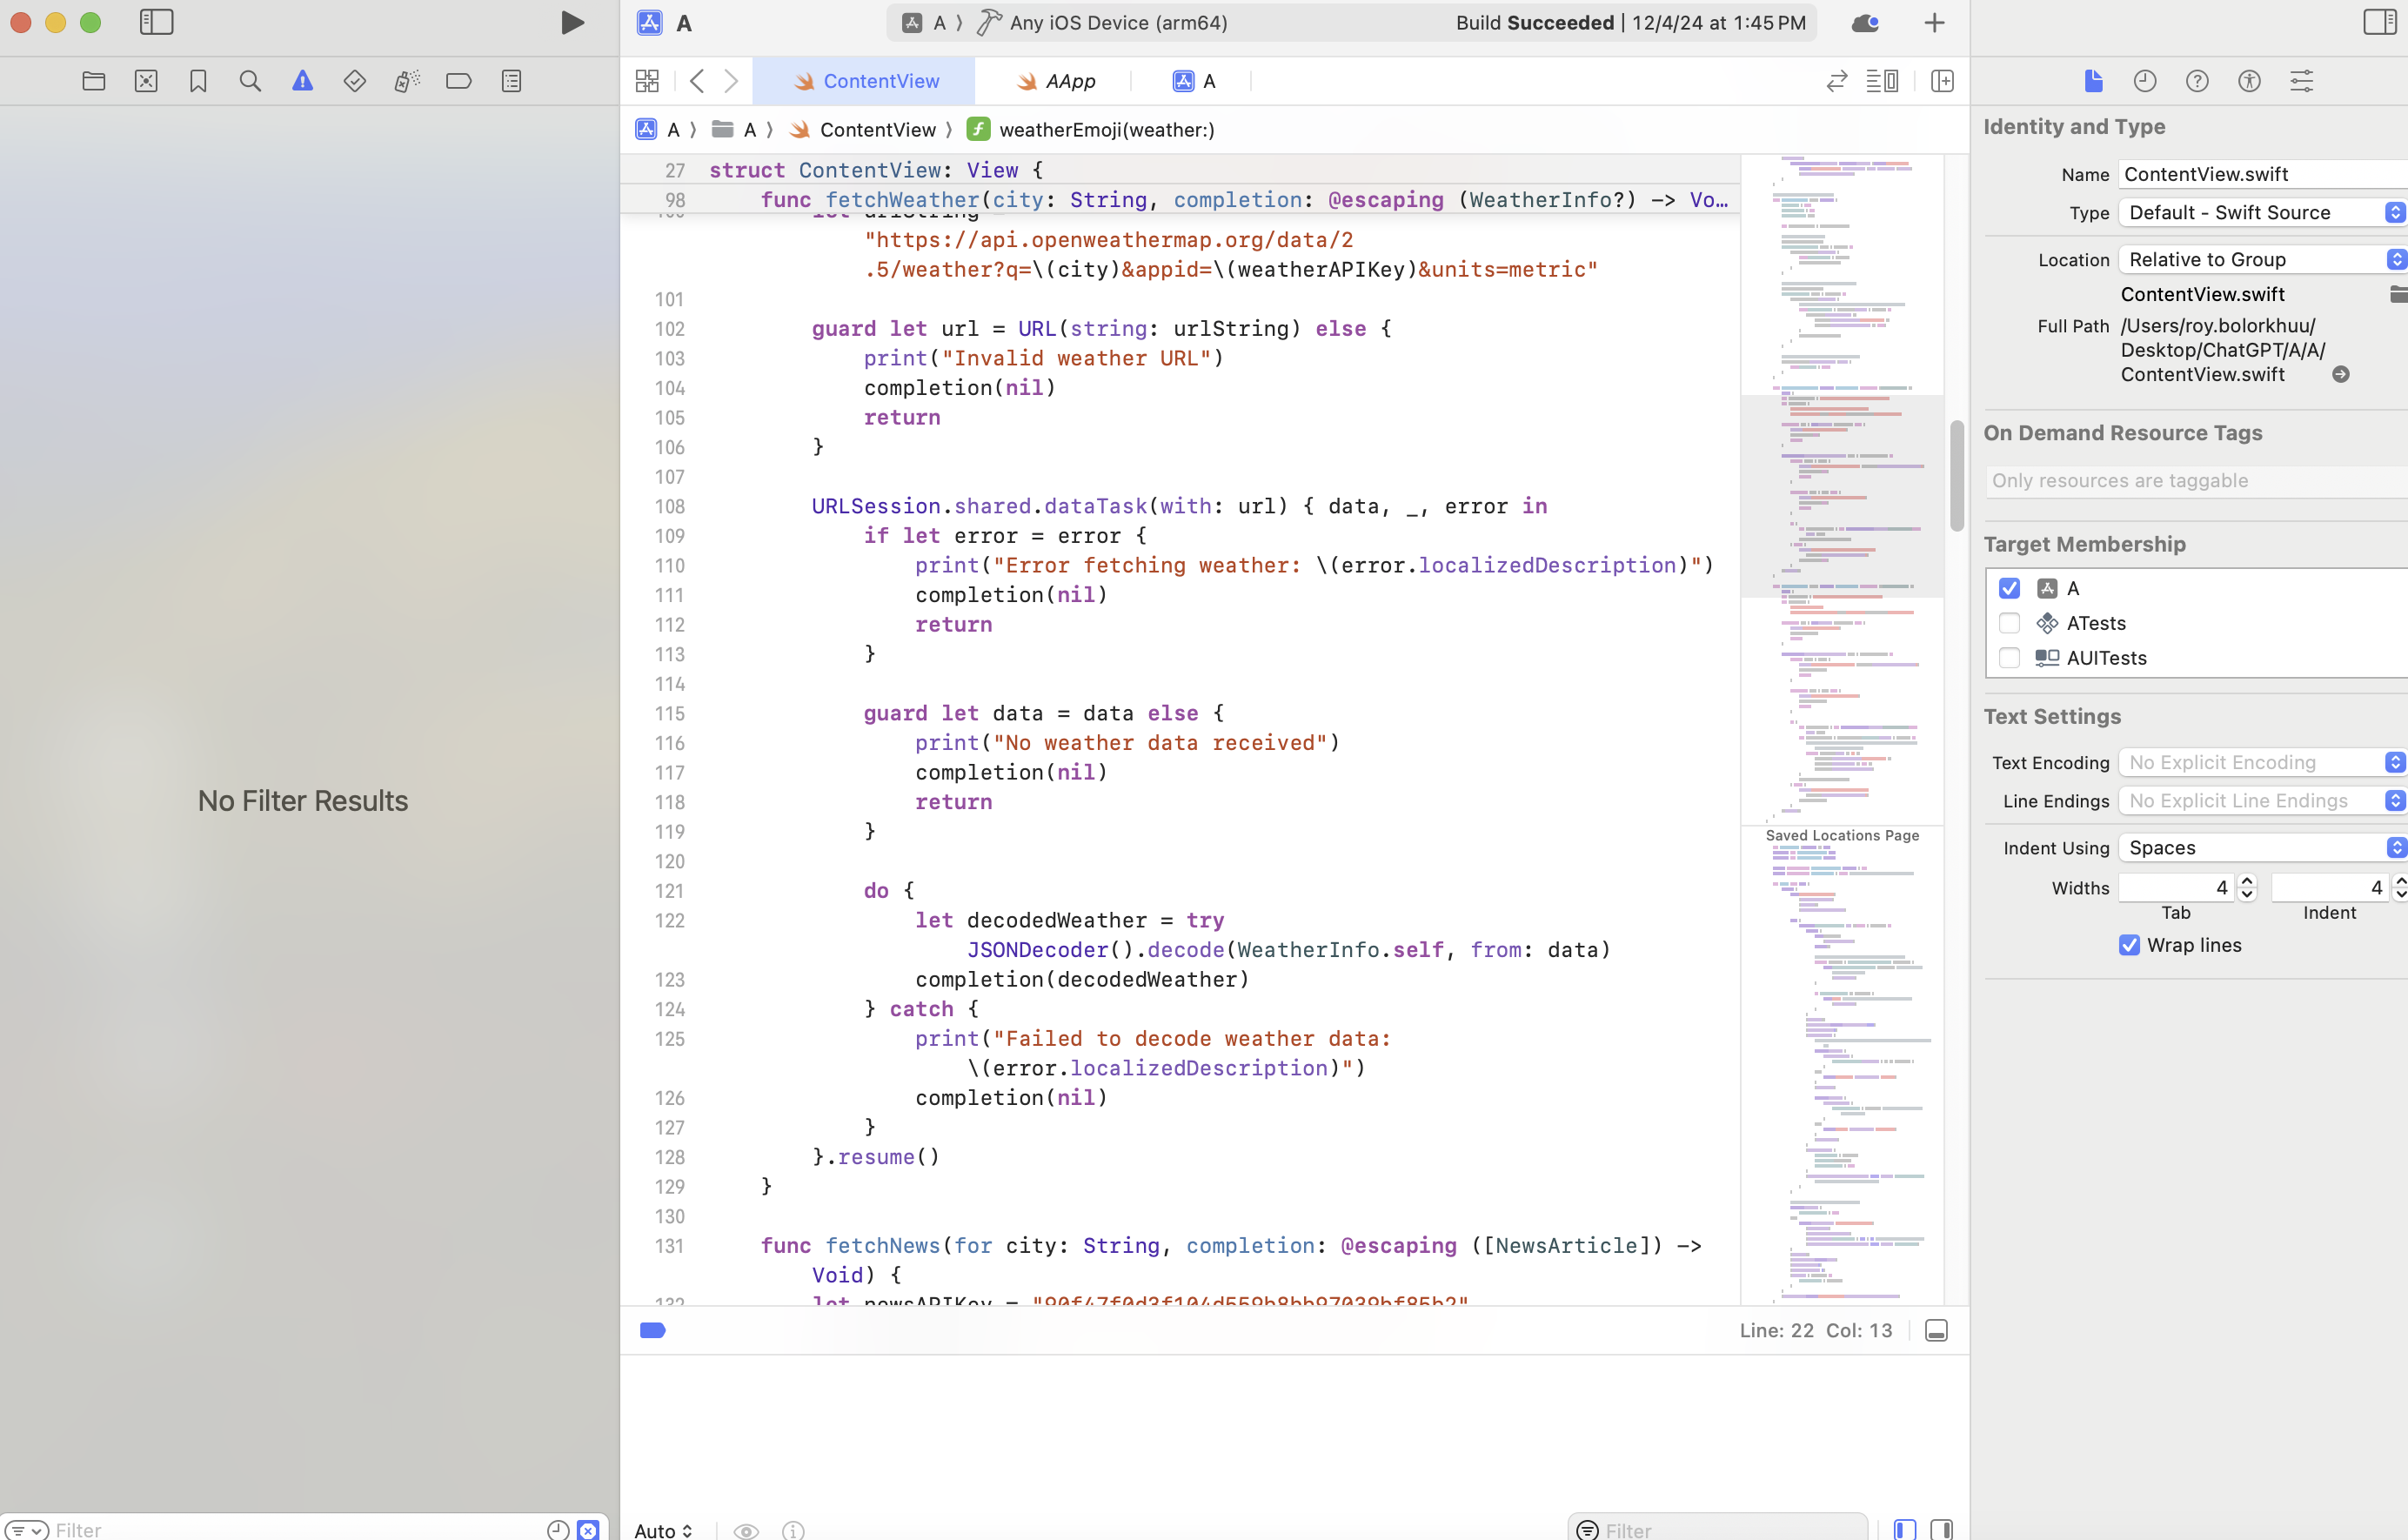 A
A 〉 Any iOS Device (arm64)
Build Succeeded | 12/4/24 at 1:45 PM
ContentView
AApp
A
A 〉 A 〉 ContentView 〉 weatherEmoji(weather:)
27 struct ContentView: View {
98 func fetchWeather(city: String, completion: @escaping (WeatherInfo?) -> Vo…
"https://api.openweathermap.org/data/2
.5/weather?q=\(city)&appid=\(weatherAPIKey)&units=metric"
101
102 guard let url = URL(string: urlString) else {
103 print("Invalid weather URL")
104 completion(nil)
105 return
106 }
107
108 URLSession.shared.dataTask(with: url) { data, _, error in
109 if let error = error {
110 print("Error fetching weather: \(error.localizedDescription)")
111 completion(nil)
112 return
113 }
114
115 guard let data = data else {
116 print("No weather data received")
117 completion(nil)
118 return
119 }
120
121 do {
122 let decodedWeather = try
JSONDecoder().decode(WeatherInfo.self, from: data)
123 completion(decodedWeather)
124 } catch {
125 print("Failed to decode weather data:
\(error.localizedDescription)")
126 completion(nil)
127 }
128 }.resume()
129 }
130
131 func fetchNews(for city: String, completion: @escaping ([NewsArticle]) ->
Void) {
132 let newsAPIKey =
Saved Locations Page
Line: 22 Col: 13
Auto
Filter
No Filter Results
Filter
Identity and Type
Name ContentView.swift
Type Default - Swift Source
Location Relative to Group
ContentView.swift
Full Path /Users/roy.bolorkhuu/
Desktop/ChatGPT/A/A/
ContentView.swift
On Demand Resource Tags
Only resources are taggable
Target Membership
A
ATests
AUITests
Text Settings
Text Encoding No Explicit Encoding
Line Endings No Explicit Line Endings
Indent Using Spaces
Widths 4 4
Tab Indent
Wrap lines